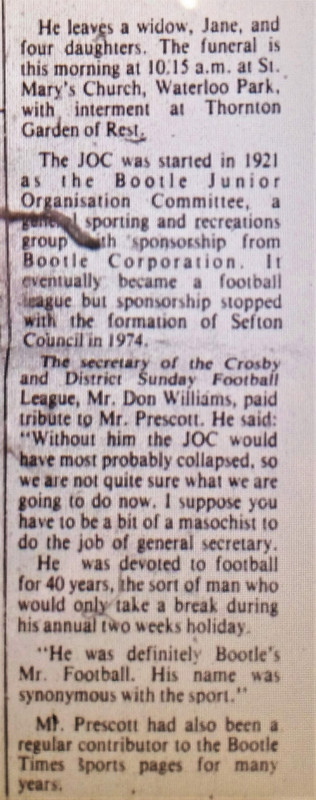 He leaves a widow, Jane, and
four daughters. The funeral is
this morning at 10.15 a.m. at St.
Mary's Church, Waterloo Park,
with interment at Thornton
Garden of Rest.
The JOC was started in 1921
as the Bootle Junior
Organisation Committee, a
general sporting and recreations
group with sponsorship from
Bootle Corporation. It
eventually became a football
league but sponsorship stopped
with the formation of Sefton
Council in 1974.
The secretary of the Crosby
and District Sunday Football
League, Mr. Don Williams, paid
tribute to Mr. Prescott. He said:
"Without him the JOC would
have most probably collapsed, so
we are not quite sure what we are
going to do now. I suppose you
have to be a bit of a masochist to
do the job of general secretary.
He was devoted to football
for 40 years, the sort of man who
would only take a break during
his annual two weeks holiday.
"He was definitely Bootle's
Mr. Football. His name was
synonymous with the sport."
Mr. Prescott had also been a
regular contributor to the Bootle
Times Sports pages for many
years.